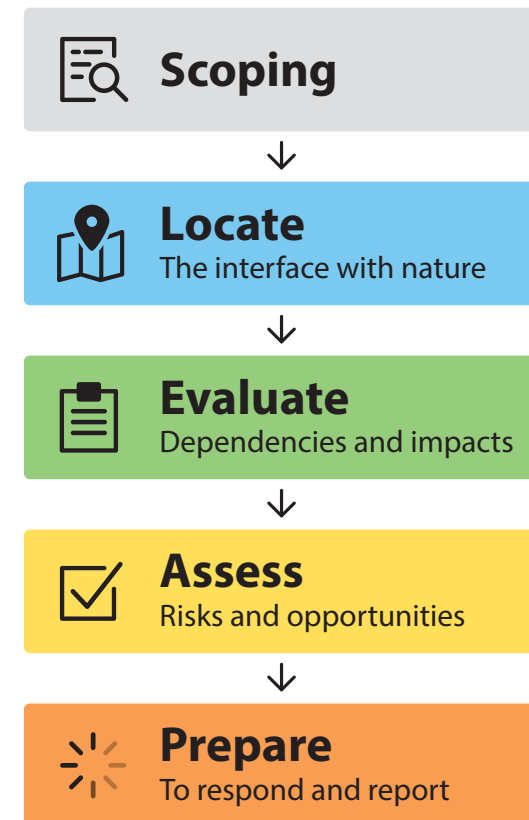 Scoping
Locate
The interface with nature
Evaluate
Dependencies and impacts
Assess
Risks and opportunities
Prepare
To respond and report